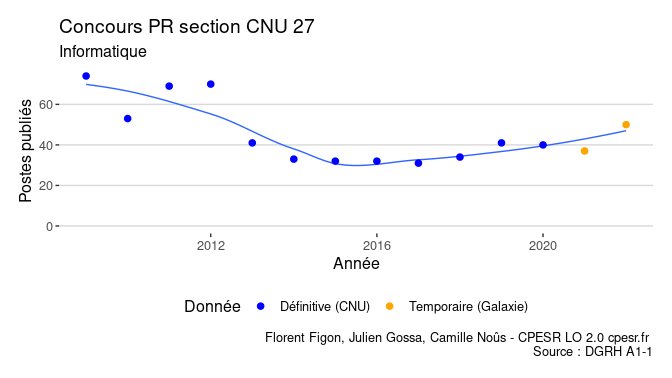 Concours PR section CNU 27
Informatique
Postes publiés
60
40
20
0
2012
2016
2020
Année
Donnée
Définitive (CNU)
Temporaire (Galaxie)
Florent Figon, Julien Gossa, Camille Noûs - CPESR LO 2.0 cpesr.fr
Source : DGRH A1-1